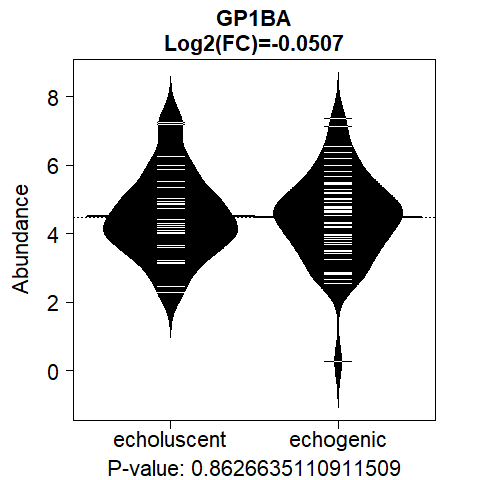 GP1BA
Log2(FC)=-0.0507
Abundance
8
6
4
2
0
echoluscent
echogenic
P-value: 0.8626635110911509